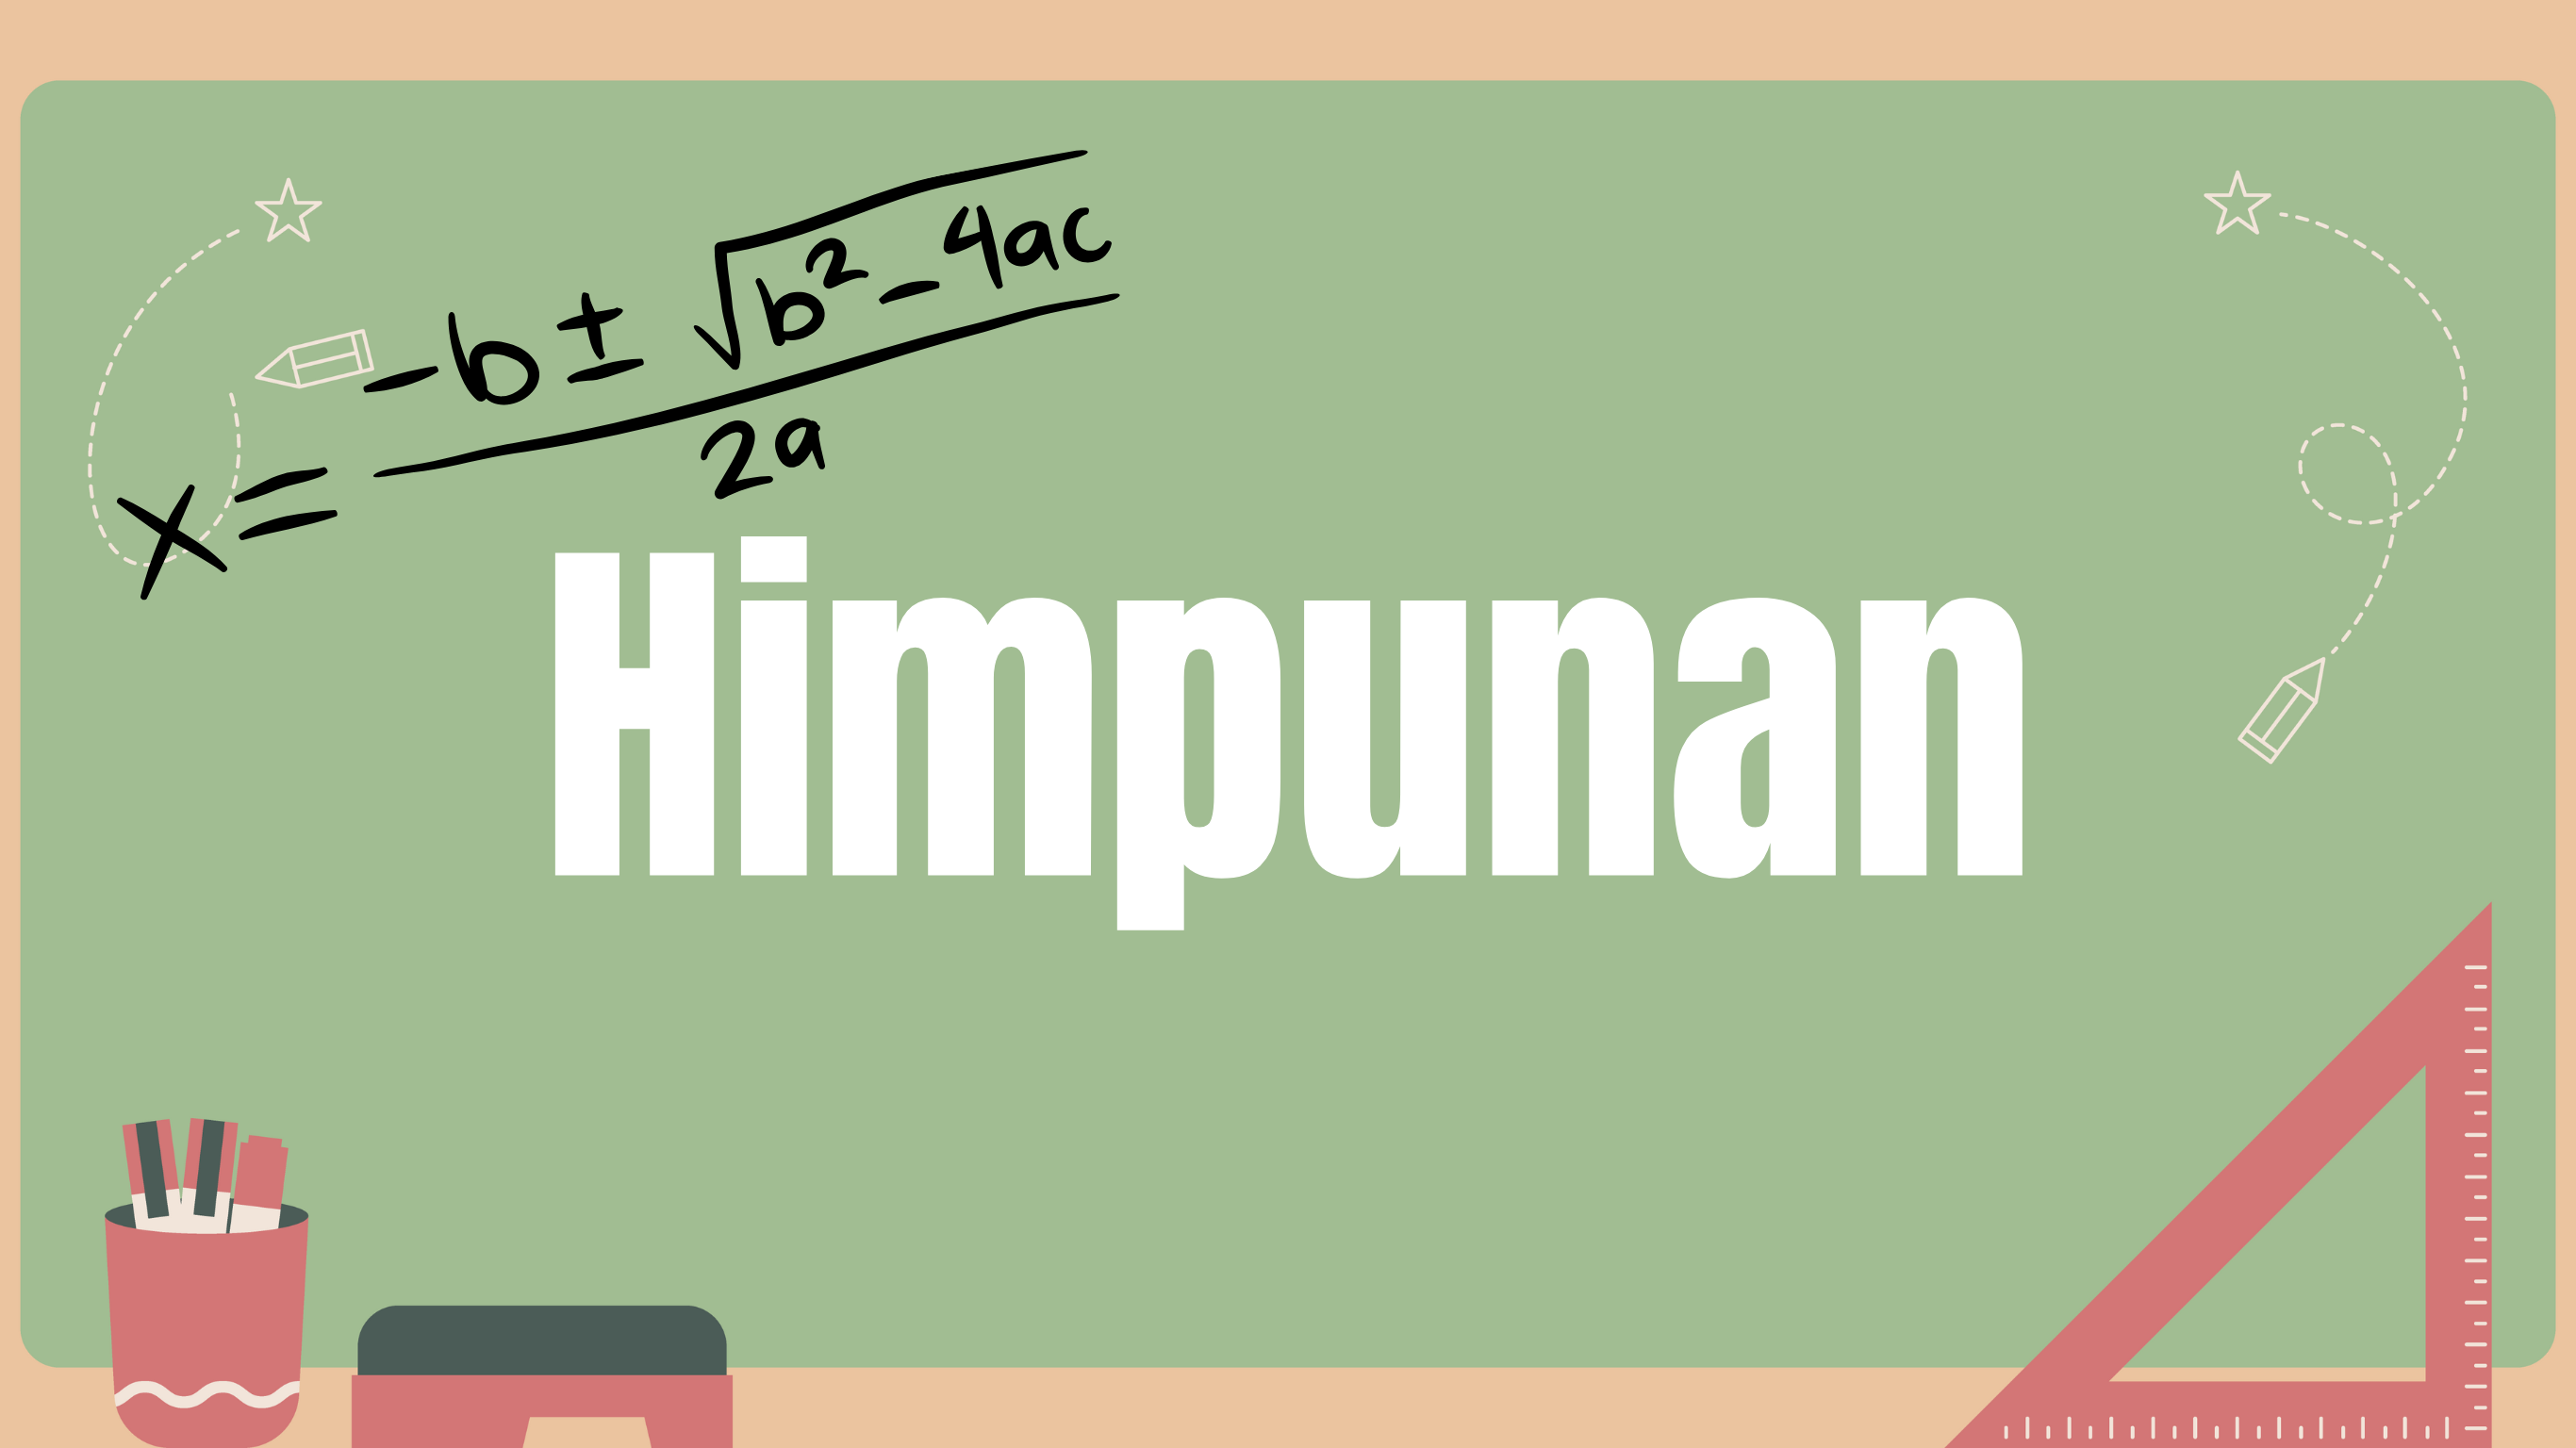 x = -b ± √b² - 4ac / 2a
Himpunan